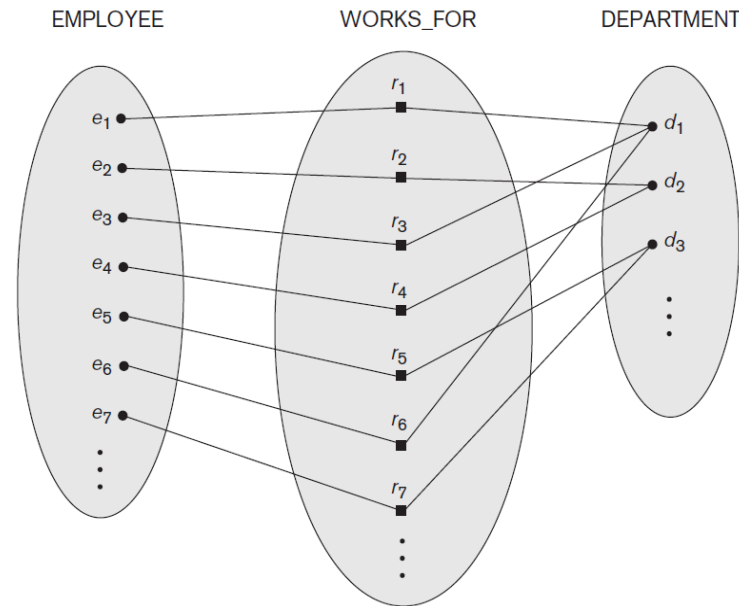 EMPLOYEE WORKS_FOR DEPARTMENT
e1
e2
e3
e4
e5
e6
e7
r1
r2
r3
r4
r5
r6
r7
d1
d2
d3